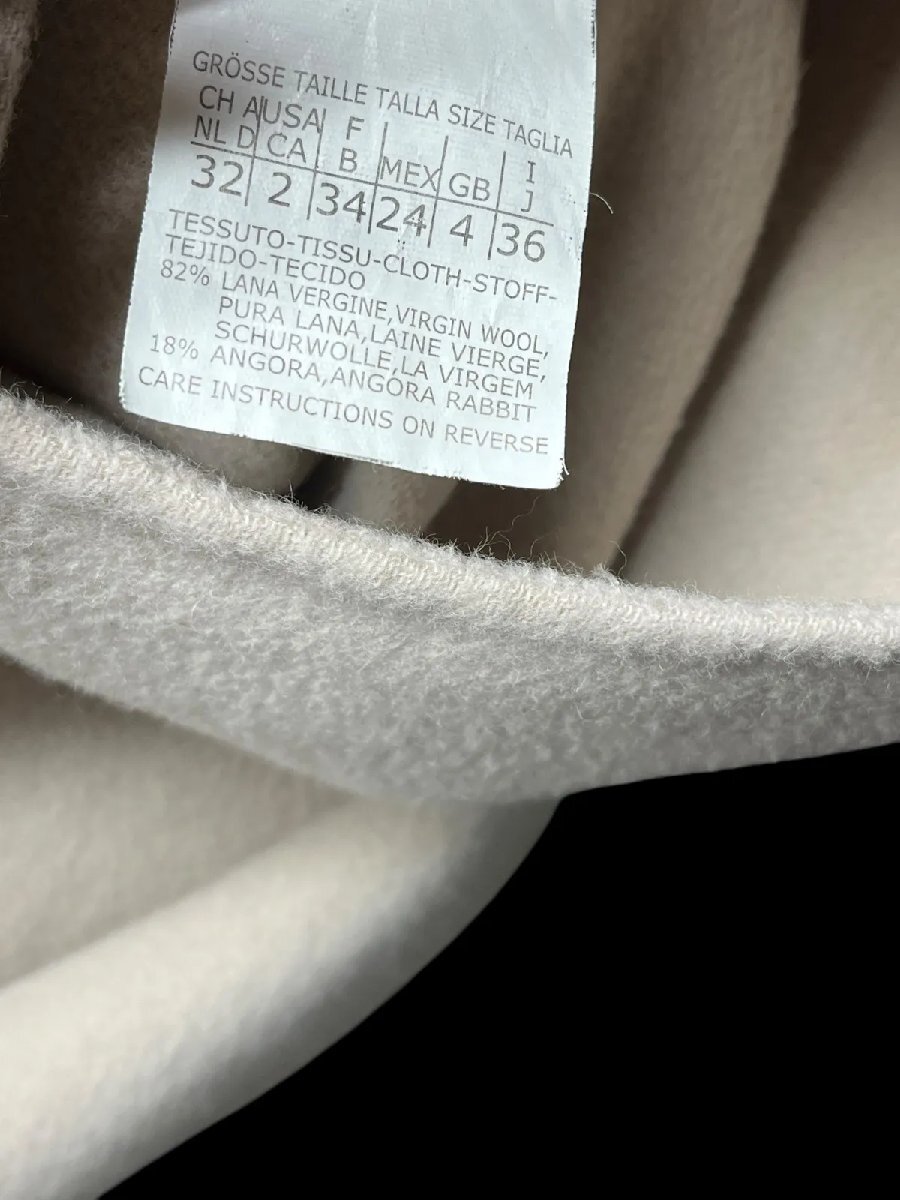 GRÖSSE TAILLE TALLA SIZE TAGLIA
CH A USA F MEX GB I
NL D CA B J
32 2 34 24 4 36
TESSUTO-TISSU-CLOTH-STOFF-
TEJIDO-TECIDO
82% LANA VERGINE,VIRGIN WOOL,
PURA LANA,LAINE VIERGE,
SCHURWOLLE,LA VIRGEM
18% ANGORA,ANGORA RABBIT
CARE INSTRUCTIONS ON REVERSE